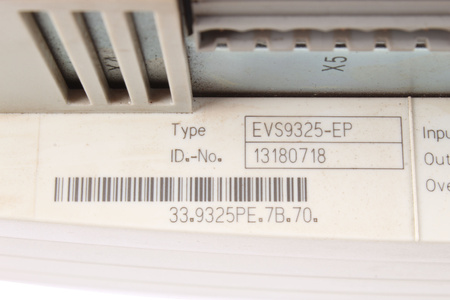 X5
Type EVS9325-EP Inpu
ID.-No. 13180718 Out
Ove
33.9325PE.7B.70.